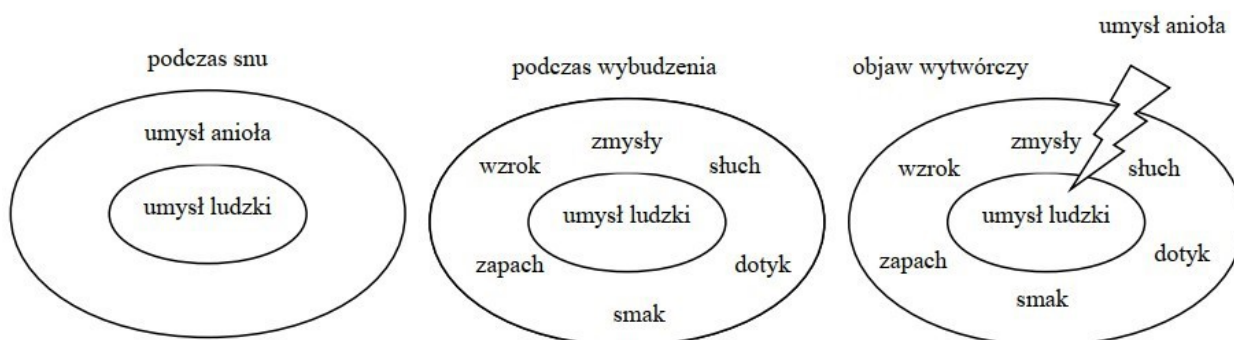 podczas snu
umysł anioła
umysł ludzki
podczas wybudzenia
zmysły
wzrok
słuch
umysł ludzki
zapach
dotyk
smak
umysł anioła
objaw wytwórczy
zmysły
wzrok
słuch
umysł ludzki
zapach
dotyk
smak